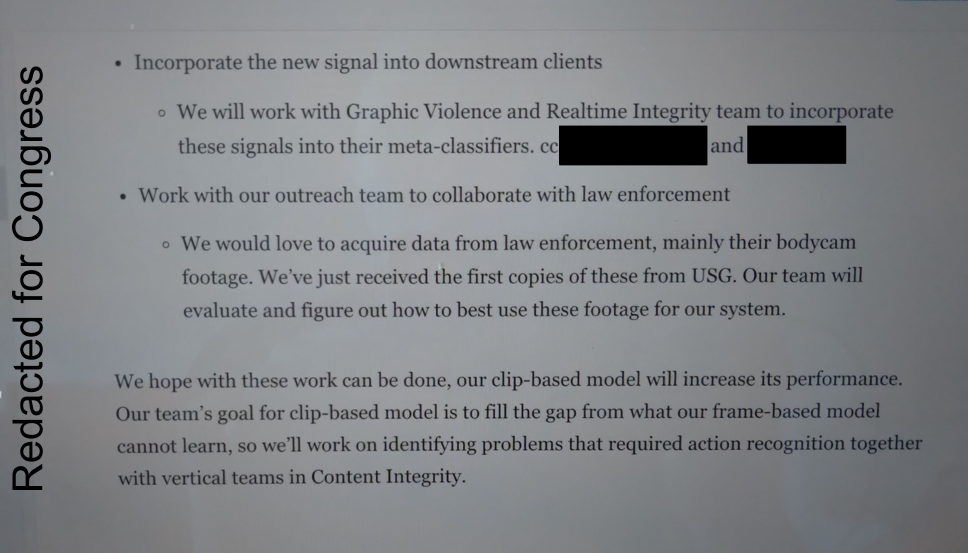 Redacted for Congress
• Incorporate the new signal into downstream clients
◦ We will work with Graphic Violence and Realtime Integrity team to incorporate
these signals into their meta-classifiers. cc and
• Work with our outreach team to collaborate with law enforcement
◦ We would love to acquire data from law enforcement, mainly their bodycam
footage. We've just received the first copies of these from USG. Our team will
evaluate and figure out how to best use these footage for our system.
We hope with these work can be done, our clip-based model will increase its performance.
Our team's goal for clip-based model is to fill the gap from what our frame-based model
cannot learn, so we'll work on identifying problems that required action recognition together
with vertical teams in Content Integrity.